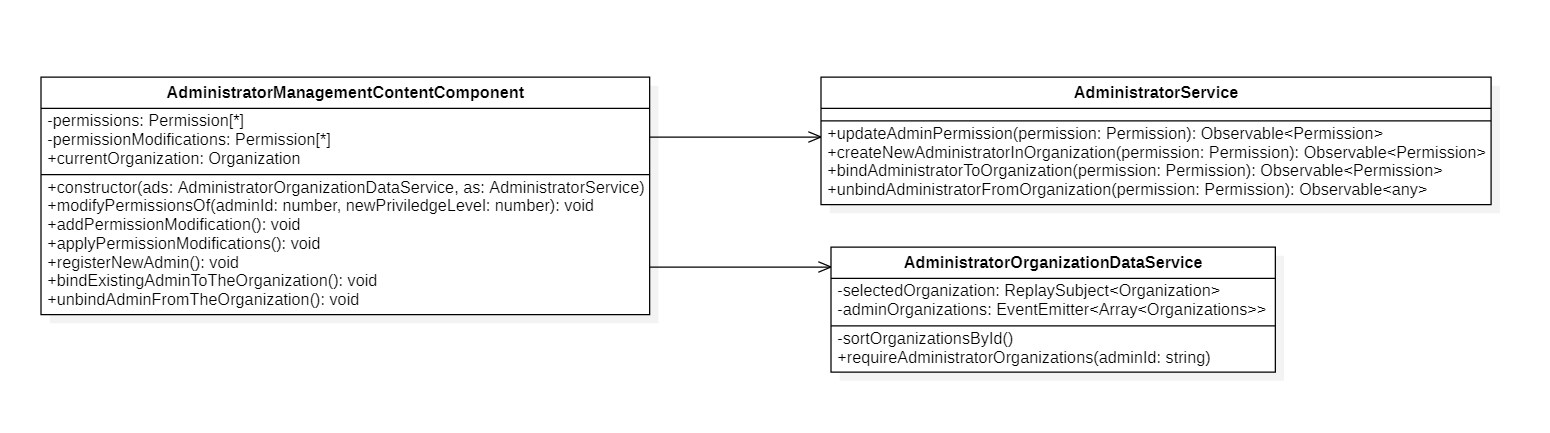 AdministratorManagementContentComponent
-permissions: Permission[*]
-permissionModifications: Permission[*]
+currentOrganization: Organization
+constructor(ads: AdministratorOrganizationDataService, as: AdministratorService)
+modifyPermissionsOf(adminId: number, newPriviledgeLevel: number): void
+addPermissionModification(): void
+applyPermissionModifications(): void
+registerNewAdmin(): void
+bindExistingAdminToTheOrganization(): void
+unbindAdminFromTheOrganization(): void
AdministratorService
+updateAdminPermission(permission: Permission): Observable<Permission>
+createNewAdministratorInOrganization(permission: Permission): Observable<Permission>
+bindAdministratorToOrganization(permission: Permission): Observable<Permission>
+unbindAdministratorFromOrganization(permission: Permission): Observable<any>
AdministratorOrganizationDataService
-selectedOrganization: ReplaySubject<Organization>
-adminOrganizations: EventEmitter<Array<Organizations>>
-sortOrganizationsById()
+requireAdministratorOrganizations(adminId: string)